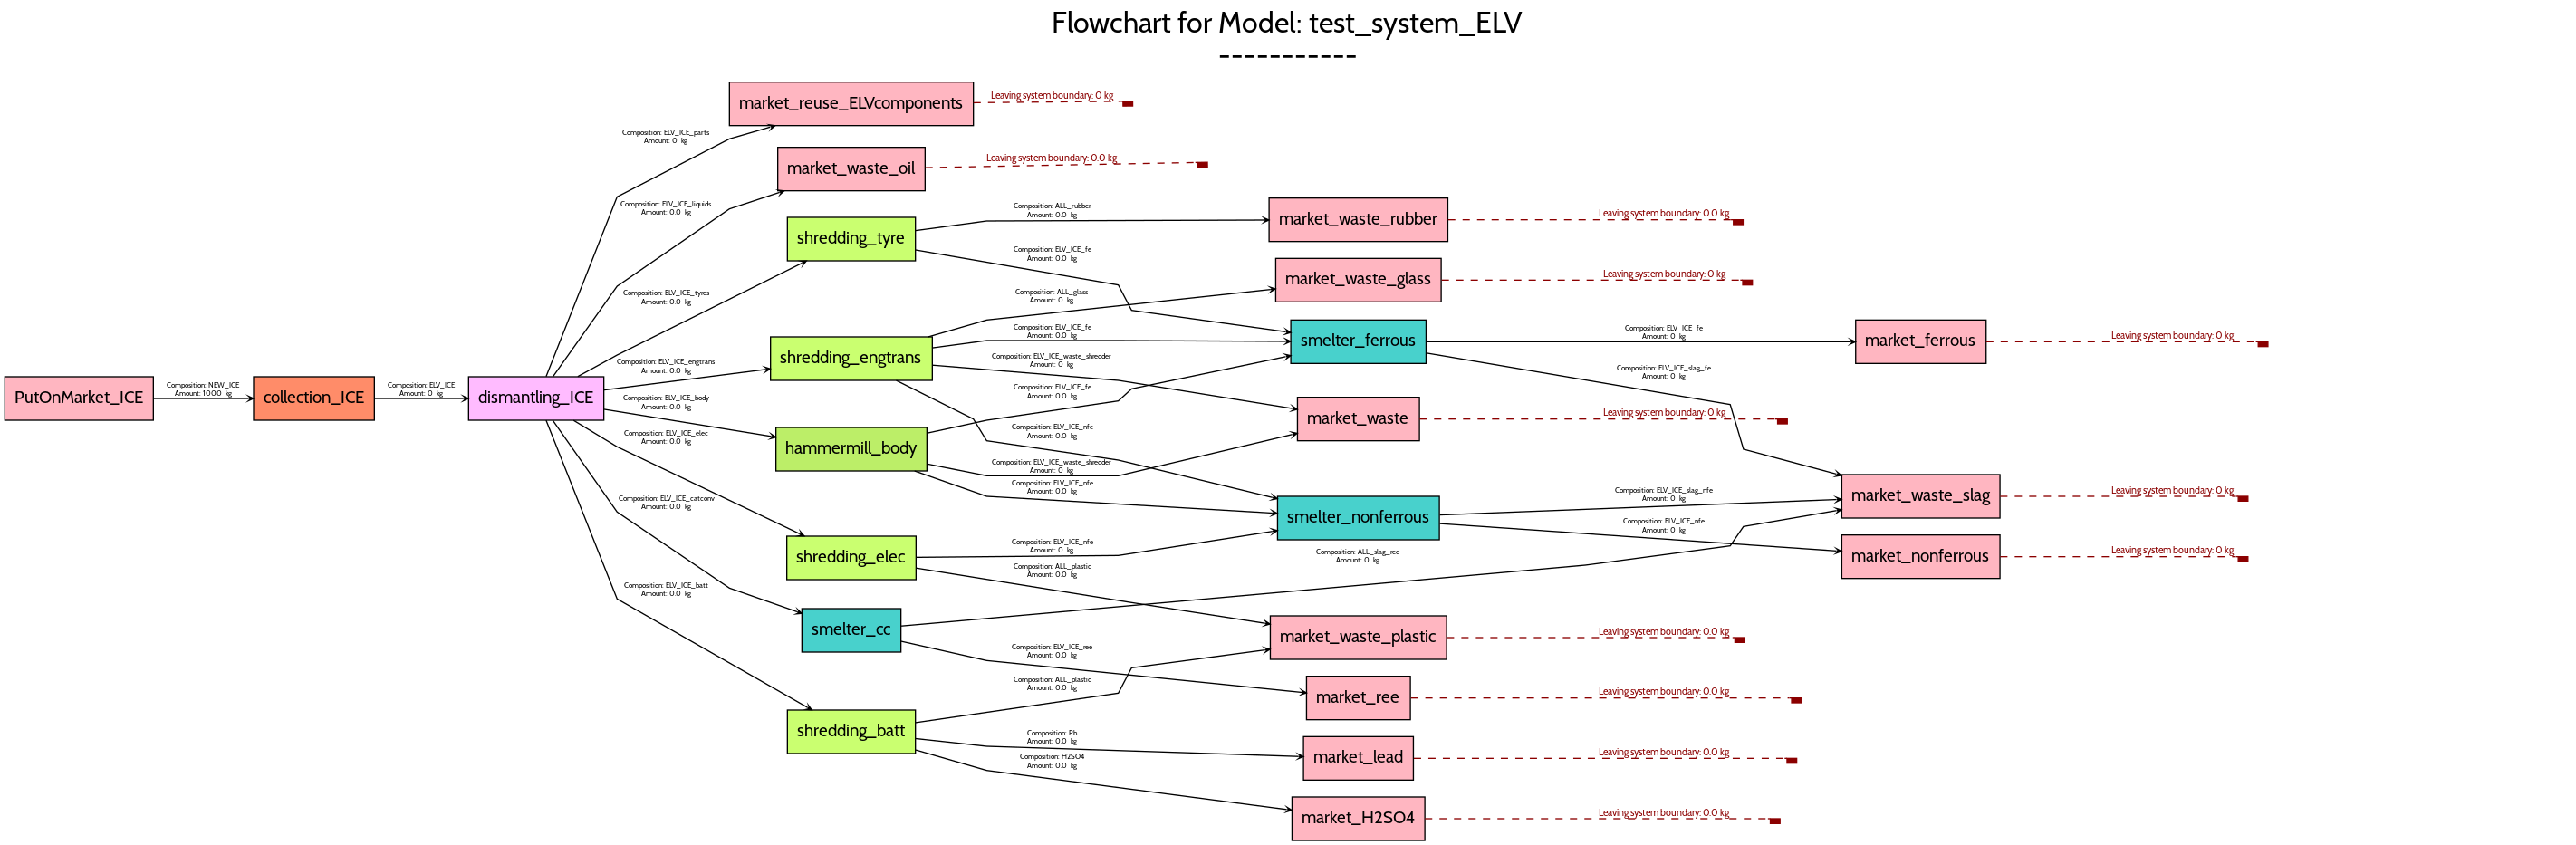 Flowchart for Model: test_system_ELV
-----------
market_reuse_ELVcomponents
Leaving system boundary: 0 kg
Composition: ELV_ICE_parts
Amount: 0 kg
market_waste_oil
Leaving system boundary: 0.0 kg
Composition: ELV_ICE_liquids
Amount: 0.0 kg
shredding_tyre
Composition: ALL_rubber
Amount: 0.0 kg
market_waste_rubber
Leaving system boundary: 0.0 kg
Composition: ELV_ICE_fe
Amount: 0.0 kg
Composition: ELV_ICE_tyres
Amount: 0.0 kg
Composition: ALL_glass
Amount: 0 kg
market_waste_glass
Leaving system boundary: 0 kg
shredding_engtrans
Composition: ELV_ICE_fe
Amount: 0.0 kg
smelter_ferrous
Composition: ELV_ICE_fe
Amount: 0 kg
market_ferrous
Leaving system boundary: 0 kg
Composition: ELV_ICE_engtrans
Amount: 0.0 kg
Composition: ELV_ICE_waste_shredder
Amount: 0 kg
Composition: ELV_ICE_slag_fe
Amount: 0 kg
PutOnMarket_ICE
Composition: NEW_ICE
Amount: 1000 kg
collection_ICE
Composition: ELV_ICE
Amount: 0 kg
dismantling_ICE
Composition: ELV_ICE_body
Amount: 0.0 kg
Composition: ELV_ICE_fe
Amount: 0.0 kg
market_waste
Leaving system boundary: 0 kg
Composition: ELV_ICE_elec
Amount: 0.0 kg
hammermill_body
Composition: ELV_ICE_nfe
Amount: 0.0 kg
Composition: ELV_ICE_waste_shredder
Amount: 0 kg
Composition: ELV_ICE_nfe
Amount: 0.0 kg
Composition: ELV_ICE_catconv
Amount: 0.0 kg
smelter_nonferrous
Composition: ELV_ICE_slag_nfe
Amount: 0 kg
market_waste_slag
Leaving system boundary: 0 kg
Composition: ELV_ICE_nfe
Amount: 0 kg
shredding_elec
Composition: ELV_ICE_nfe
Amount: 0 kg
Composition: ALL_slag_ree
Amount: 0 kg
market_nonferrous
Leaving system boundary: 0 kg
Composition: ALL_plastic
Amount: 0.0 kg
Composition: ELV_ICE_batt
Amount: 0.0 kg
smelter_cc
market_waste_plastic
Leaving system boundary: 0.0 kg
Composition: ELV_ICE_ree
Amount: 0.0 kg
Composition: ALL_plastic
Amount: 0.0 kg
market_ree
Leaving system boundary: 0.0 kg
shredding_batt
Composition: Pb
Amount: 0.0 kg
market_lead
Leaving system boundary: 0.0 kg
Composition: H2SO4
Amount: 0.0 kg
market_H2SO4
Leaving system boundary: 0.0 kg